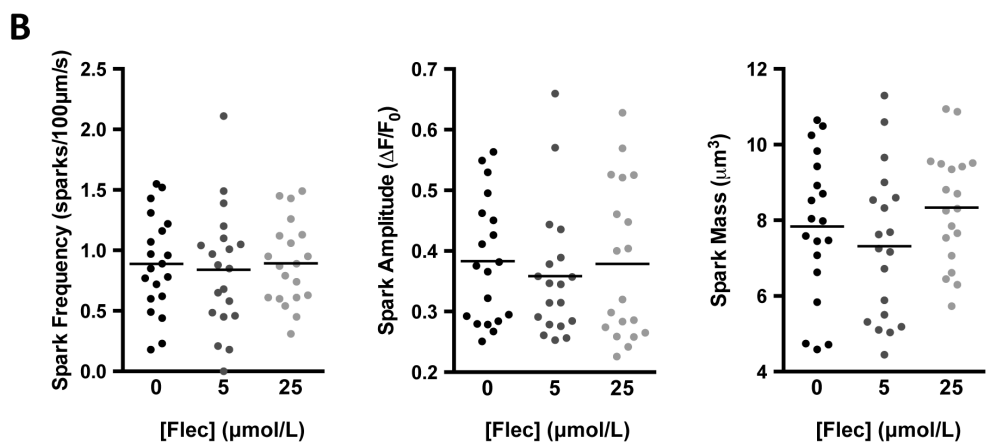 B
Spark Frequency (sparks/100μm/s)
2.5
2.0
1.5
1.0
0.5
0.0
0 5 25
[Flec] (μmol/L)
Spark Amplitude (ΔF/F0)
0.7
0.6
0.5
0.4
0.3
0.2
0 5 25
[Flec] (μmol/L)
Spark Mass (μm³)
12
10
8
6
4
0 5 25
[Flec] (μmol/L)